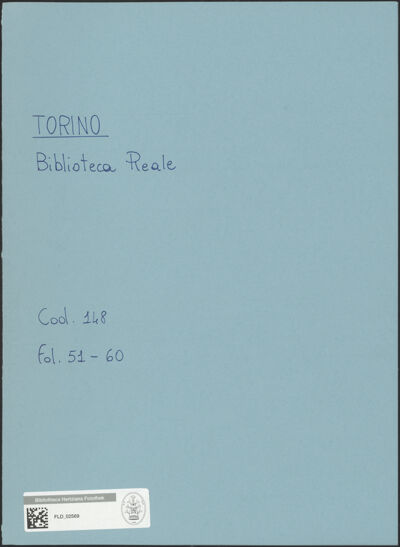 TORINO
Biblioteca Reale
Cod. 148
Fol. 51 – 60
Bibliotheca Hertziana Fotothek
FLD_02569